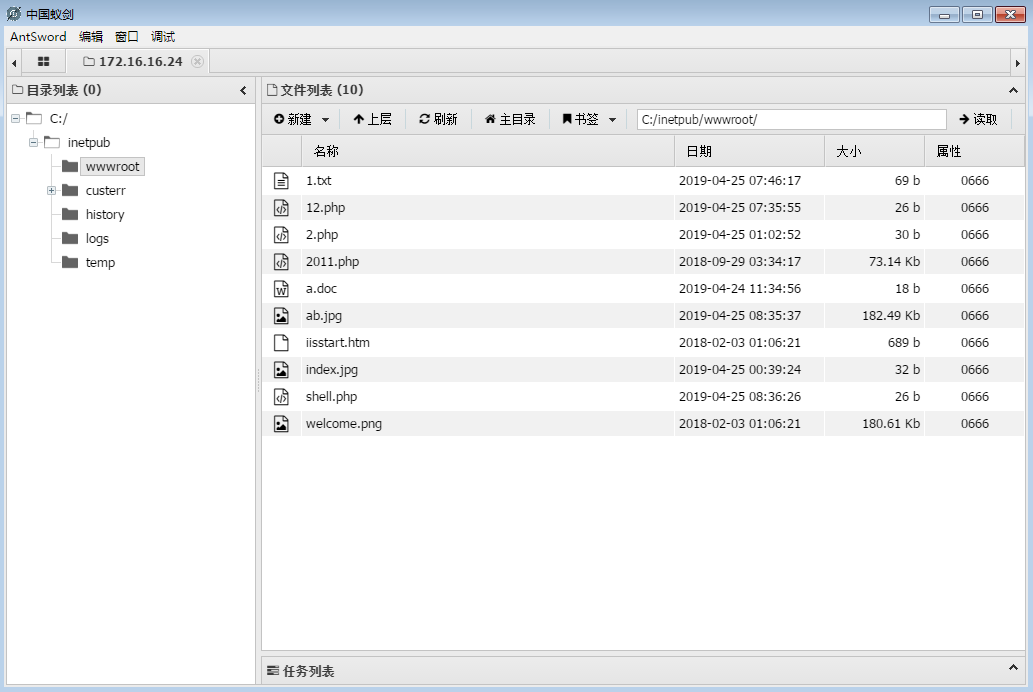 中国蚁剑
AntSword 编辑 窗口 调试
172.16.16.24
目录列表 (0)
C:/
inetpub
wwwroot
custerr
history
logs
temp
文件列表 (10)
新建 上层 刷新 主目录 书签 C:/inetpub/wwwroot/ 读取
名称 日期 大小 属性
1.txt 2019-04-25 07:46:17 69 b 0666
12.php 2019-04-25 07:35:55 26 b 0666
2.php 2019-04-25 01:02:52 30 b 0666
2011.php 2018-09-29 03:34:17 73.14 Kb 0666
a.doc 2019-04-24 11:34:56 18 b 0666
ab.jpg 2019-04-25 08:35:37 182.49 Kb 0666
iisstart.htm 2018-02-03 01:06:21 689 b 0666
index.jpg 2019-04-25 00:39:24 32 b 0666
shell.php 2019-04-25 08:36:26 26 b 0666
welcome.png 2018-02-03 01:06:21 180.61 Kb 0666
任务列表